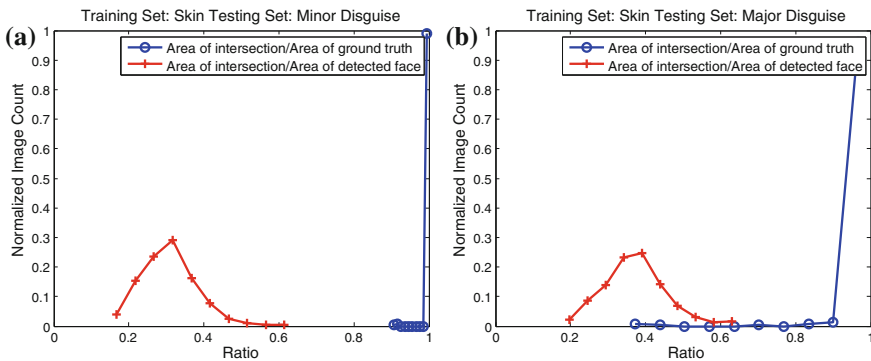 Training Set: Skin Testing Set: Minor Disguise
(a)
Area of intersection/Area of ground truth
Area of intersection/Area of detected face
Normalized Image Count
1
0.9
0.8
0.7
0.6
0.5
0.4
0.3
0.2
0.1
0
0 0.2 0.4 0.6 0.8 1
Ratio
Training Set: Skin Testing Set: Major Disguise
(b)
Area of intersection/Area of ground truth
Area of intersection/Area of detected face
Normalized Image Count
1
0.9
0.8
0.7
0.6
0.5
0.4
0.3
0.2
0.1
0
0 0.2 0.4 0.6 0.8 1
Ratio